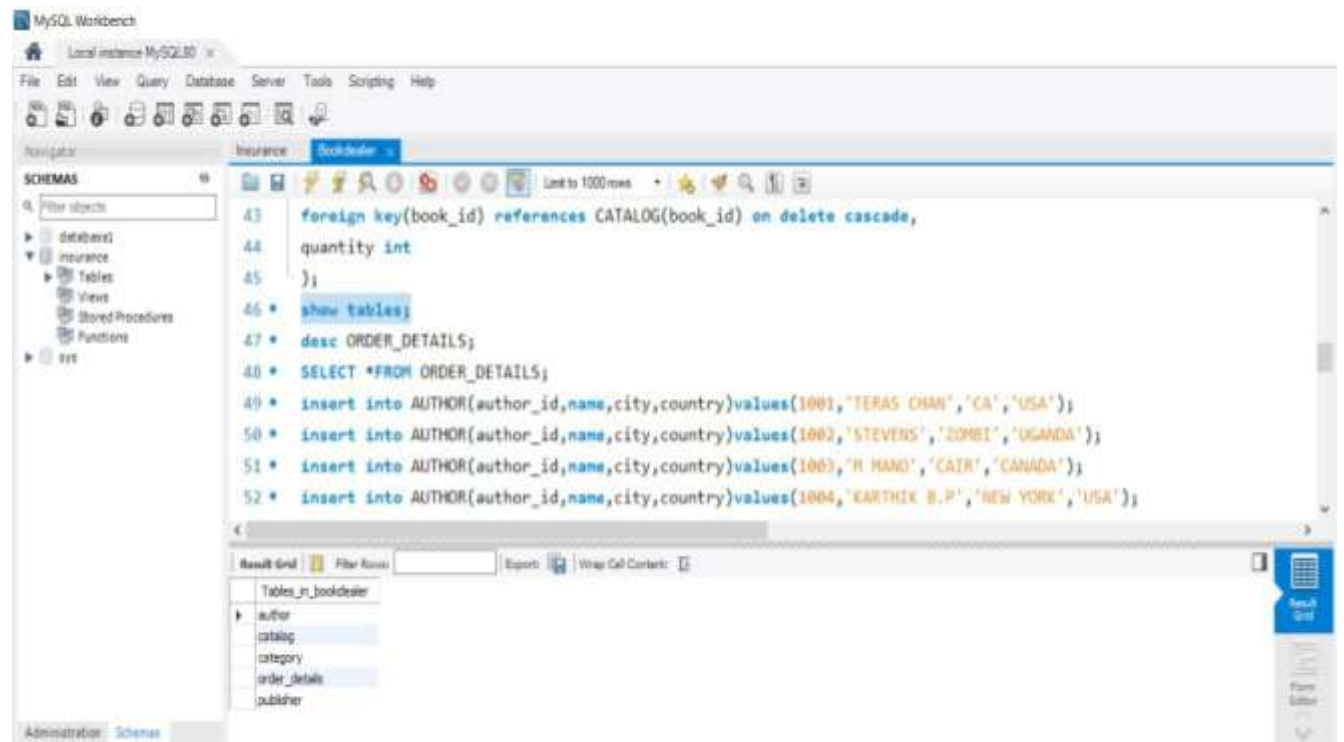 MySQL Workbench
Local instance MySQL80 ×
File Edit View Query Database Server Tools Scripting Help
Navigator
SCHEMAS
Filter objects
insurance
Tables
Views
Stored Procedures
Functions
sys
Administration Schemas
Insurance Bookdealer ×
Limit to 1000 rows
43 foreign key(book_id) references CATALOG(book_id) on delete cascade,
44 quantity int
45 );
46 show tables;
47 desc ORDER_DETAILS;
48 SELECT *FROM ORDER_DETAILS;
49 insert into AUTHOR(author_id,name,city,country)values(1001,'TERAS CHAN','CA','USA');
50 insert into AUTHOR(author_id,name,city,country)values(1002,'STEVENS','ZOMBI','UGANDA');
51 insert into AUTHOR(author_id,name,city,country)values(1003,'M MANO','CAIR','CANADA');
52 insert into AUTHOR(author_id,name,city,country)values(1004,'KARTHIK B.P','NEW YORK','USA');
Result Grid Filter Rows: Export: Wrap Cell Content:
Tables_in_bookdealer
author
catalog
category
order_details
publisher
Result
Grid
Form
Editor